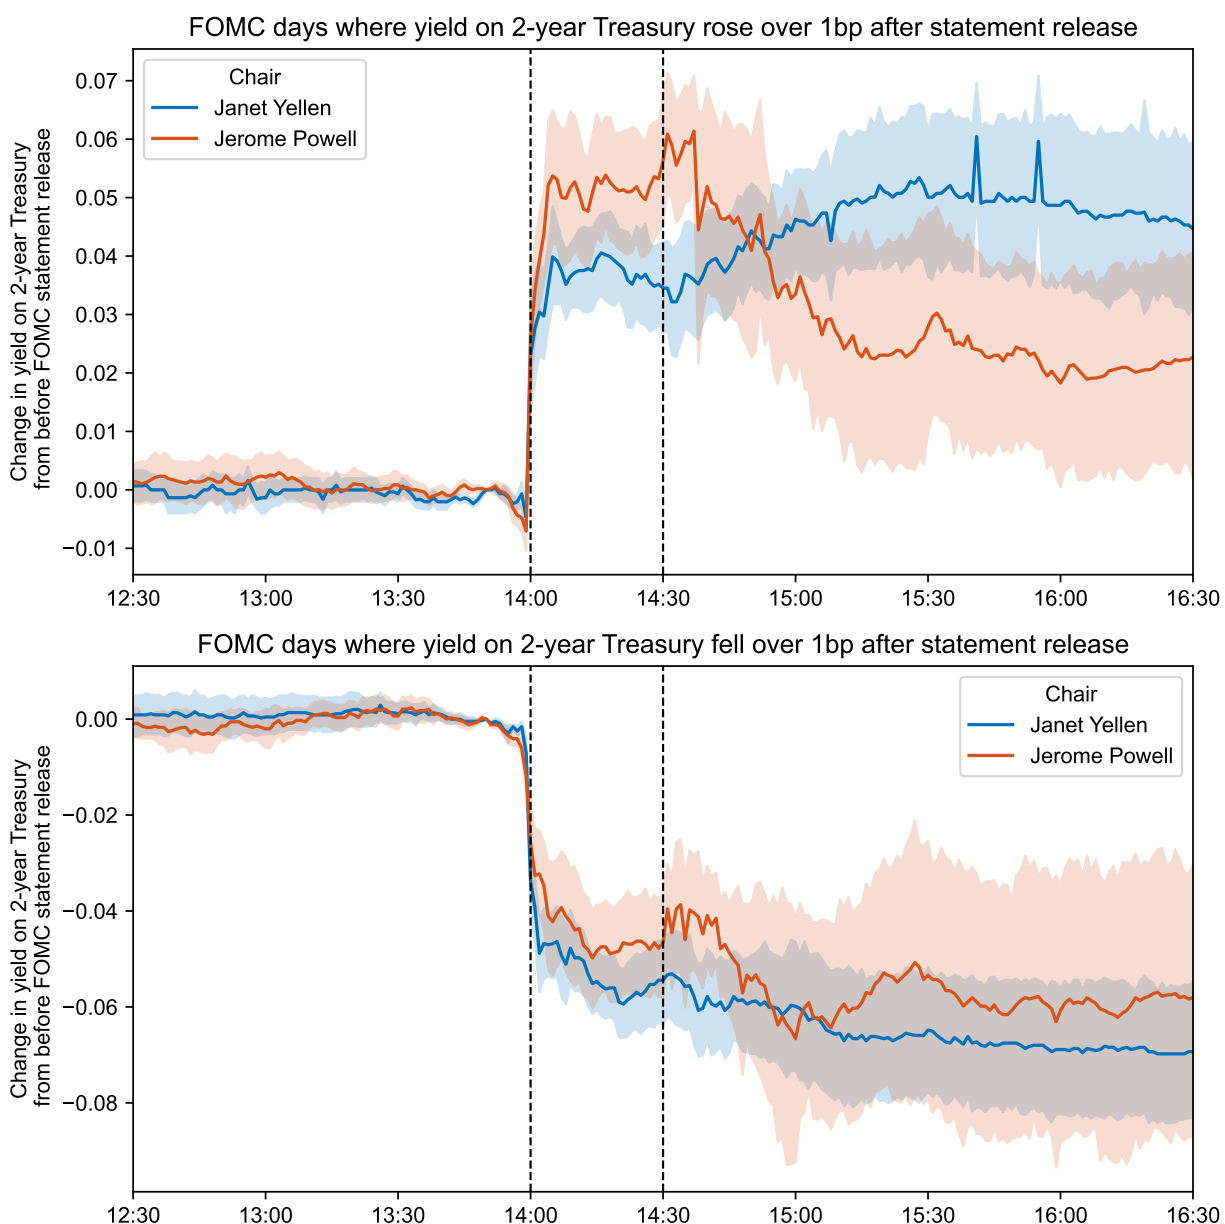 FOMC days where yield on 2-year Treasury rose over 1bp after statement release
Change in yield on 2-year Treasury
from before FOMC statement release
0.07
0.06
0.05
0.04
0.03
0.02
0.01
0.00
−0.01
Chair
Janet Yellen
Jerome Powell
12:30
13:00
13:30
14:00
14:30
15:00
15:30
16:00
16:30
FOMC days where yield on 2-year Treasury fell over 1bp after statement release
Change in yield on 2-year Treasury
from before FOMC statement release
0.00
−0.02
−0.04
−0.06
−0.08
Chair
Janet Yellen
Jerome Powell
12:30
13:00
13:30
14:00
14:30
15:00
15:30
16:00
16:30